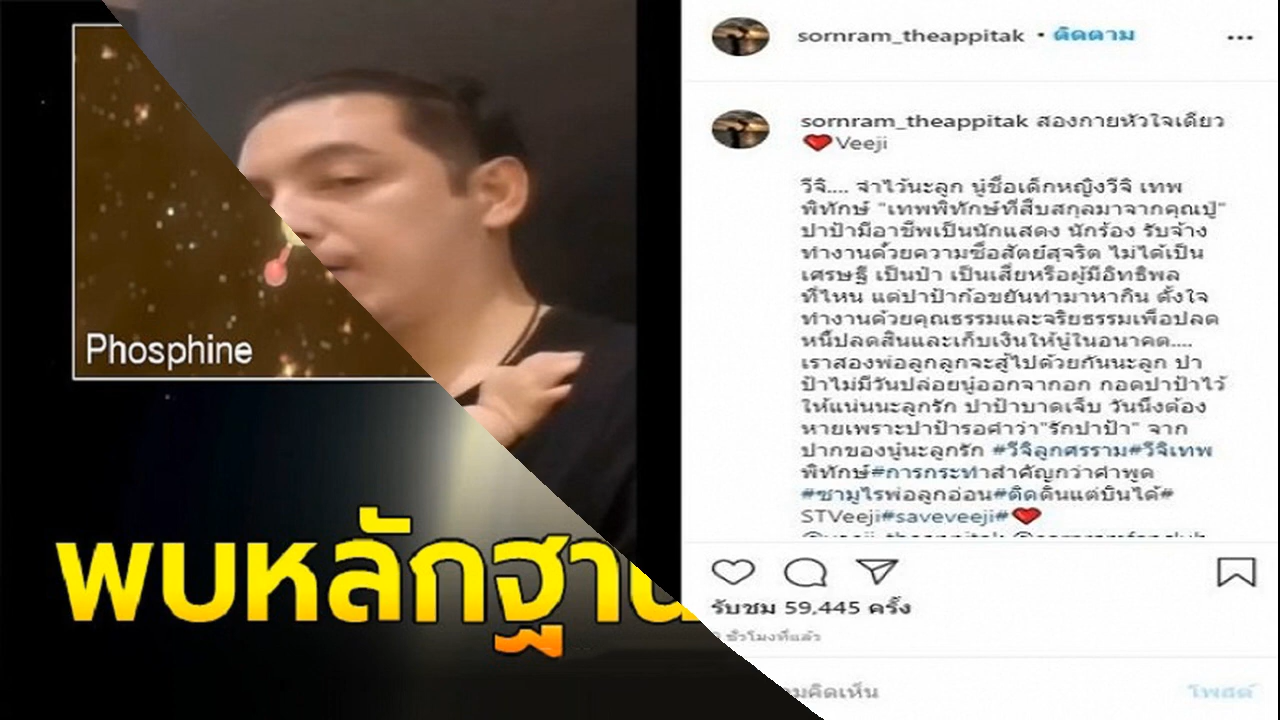 Phosphine
พบหลักฐาน
sornram_theappitak • ติดตาม
sornram_theappitak สองกายหัวใจเดียว
❤️Veeji
วีจิ.... จำไว้นะลูก นู๋ชื่อเด็กหญิงวีจิ เทพ
พิทักษ์ "เทพพิทักษ์ที่สืบสกุลมาจากคุณปู่"
ปาป้ามีอาชีพเป็นนักแสดง นักร้อง รับจ้าง
ทำงานด้วยความซื่อสัตย์สุจริต ไม่ได้เป็น
เศรษฐี เป็นป๋า เป็นเสี่ยหรือผู้มีอิทธิพล
ที่ไหน แต่ปาป้าก้อขยันทำมาหากิน ตั้งใจ
ทำงานด้วยคุณธรรมและจริยธรรมเพื่อปลด
หนี้ปลดสินและเก็บเงินให้นู๋ในอนาคต....
เราสองพ่อลูกลูกจะสู้ไปด้วยกันนะลูก ปา
ป้าไม่มีวันปล่อยนู๋ออกจากอก กอดปาป้าไว้
ให้แน่นนะลูกรัก ปาป้าบาดเจ็บ วันนึงต้อง
หายเพราะปาป้ารอคำว่า"รักปาป้า" จาก
ปากของนู๋นะลูกรัก #วีจิลูกศรราม#วีจิเทพ
พิทักษ์#การกระทำสำคัญกว่าคำพูด
#ซามูไรพ่อลูกอ่อน#ติดดินแต่บินได้#
STVeeji#saveveeji#❤️
รับชม 59,445 ครั้ง
ชั่วโมงที่แล้ว
มคิดเห็น
โพสต์